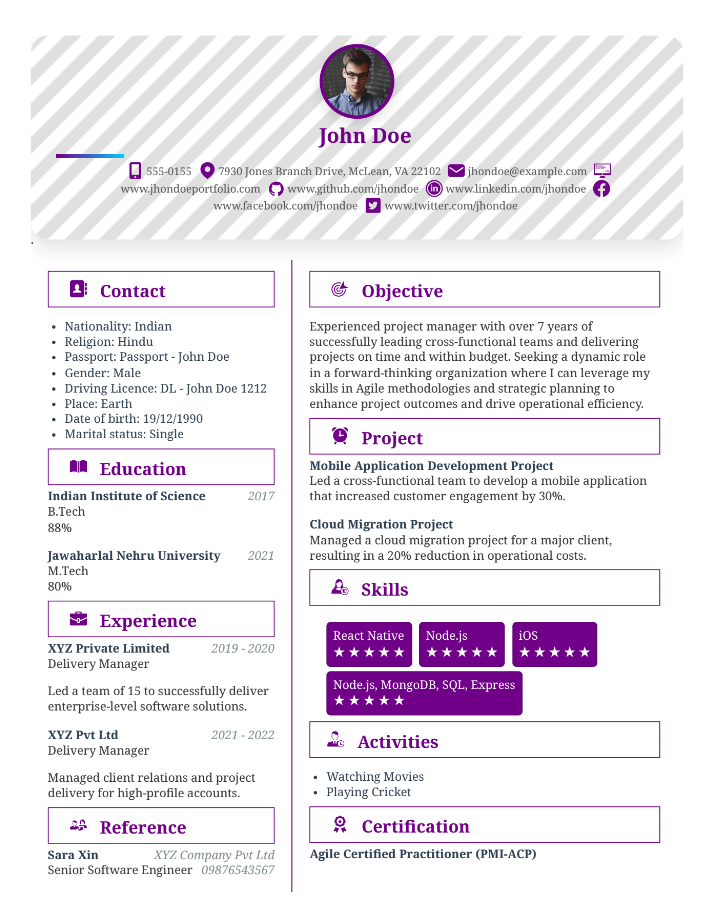 John Doe
555-0155 7930 Jones Branch Drive, McLean, VA 22102 jhondoe@example.com
www.jhondoeportfolio.com www.github.com/jhondoe www.linkedin.com/jhondoe
www.facebook.com/jhondoe www.twitter.com/jhondoe
.
Contact
• Nationality: Indian
• Religion: Hindu
• Passport: Passport - John Doe
• Gender: Male
• Driving Licence: DL - John Doe 1212
• Place: Earth
• Date of birth: 19/12/1990
• Marital status: Single
Education
Indian Institute of Science 2017
B.Tech
88%
Jawaharlal Nehru University 2021
M.Tech
80%
Experience
XYZ Private Limited 2019 - 2020
Delivery Manager
Led a team of 15 to successfully deliver
enterprise-level software solutions.
XYZ Pvt Ltd 2021 - 2022
Delivery Manager
Managed client relations and project
delivery for high-profile accounts.
Reference
Sara Xin XYZ Company Pvt Ltd
Senior Software Engineer 09876543567
Objective
Experienced project manager with over 7 years of
successfully leading cross-functional teams and delivering
projects on time and within budget. Seeking a dynamic role
in a forward-thinking organization where I can leverage my
skills in Agile methodologies and strategic planning to
enhance project outcomes and drive operational efficiency.
Project
Mobile Application Development Project
Led a cross-functional team to develop a mobile application
that increased customer engagement by 30%.
Cloud Migration Project
Managed a cloud migration project for a major client,
resulting in a 20% reduction in operational costs.
Skills
React Native Node.js iOS
★★★★★ ★★★★★ ★★★★★
Node.js, MongoDB, SQL, Express
★★★★★
Activities
• Watching Movies
• Playing Cricket
Certification
Agile Certified Practitioner (PMI-ACP)